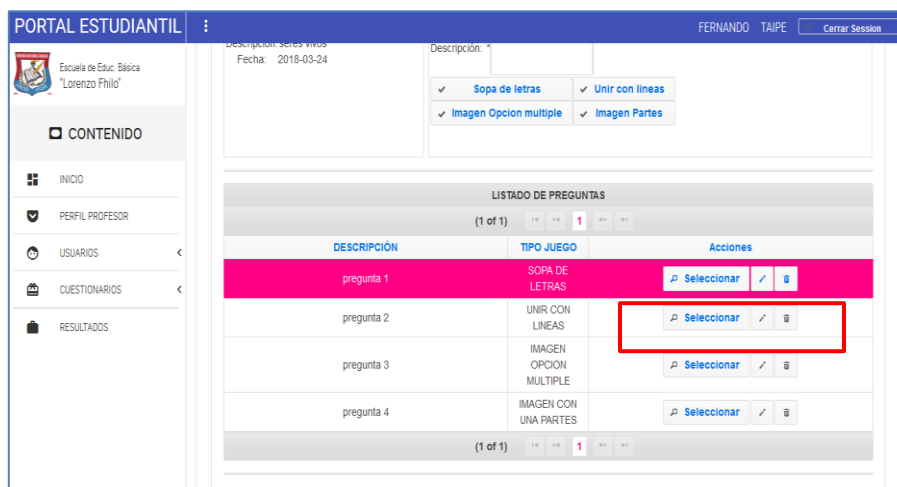 PORTAL ESTUDIANTIL
FERNANDO TAIPE
Cerrar Session
Escuela de Educ. Básica
"Lorenzo Fhilo"
CONTENIDO
INICIO
PERFIL PROFESOR
USUARIOS
CUESTIONARIOS
RESULTADOS
Descripcion: seres vivos
Fecha: 2018-03-24
Descripción: *
Sopa de letras
Unir con lineas
Imagen Opcion multiple
Imagen Partes
LISTADO DE PREGUNTAS
(1 of 1) 1
DESCRIPCIÓN TIPO JUEGO Acciones
pregunta 1 SOPA DE LETRAS Seleccionar
pregunta 2 UNIR CON LINEAS Seleccionar
pregunta 3 IMAGEN OPCION MULTIPLE Seleccionar
pregunta 4 IMAGEN CON UNA PARTES Seleccionar
(1 of 1) 1